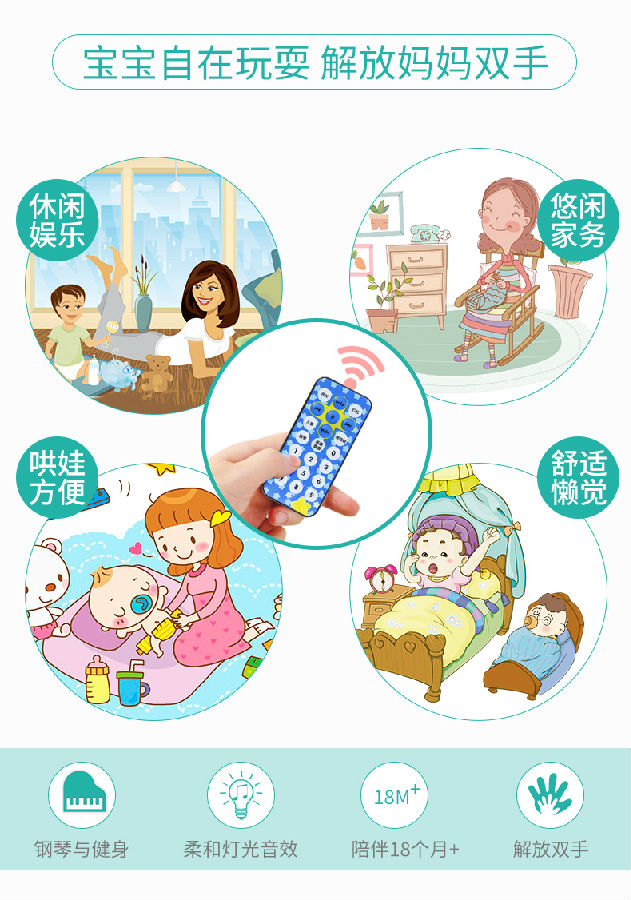 宝宝自在玩耍 解放妈妈双手
休闲
娱乐
悠闲
家务
哄娃
方便
舒适
懒觉
18M+
钢琴与健身
柔和灯光音效
陪伴18个月+
解放双手